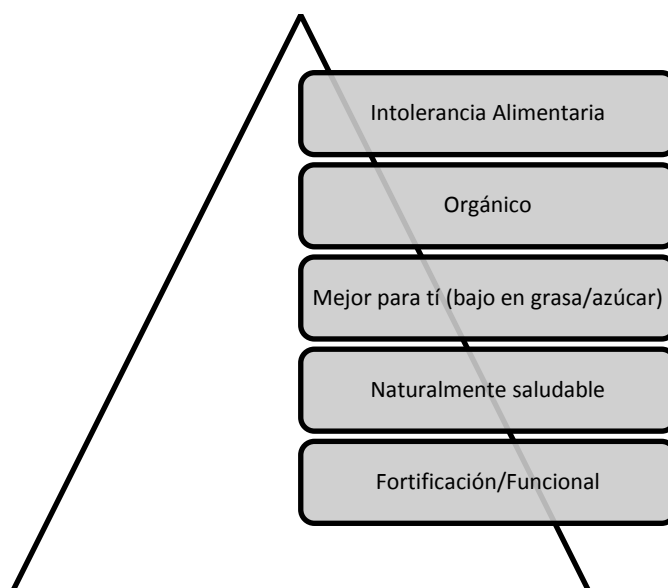 Intolerancia Alimentaria
Orgánico
Mejor para tí (bajo en grasa/azúcar)
Naturalmente saludable
Fortificación/Funcional